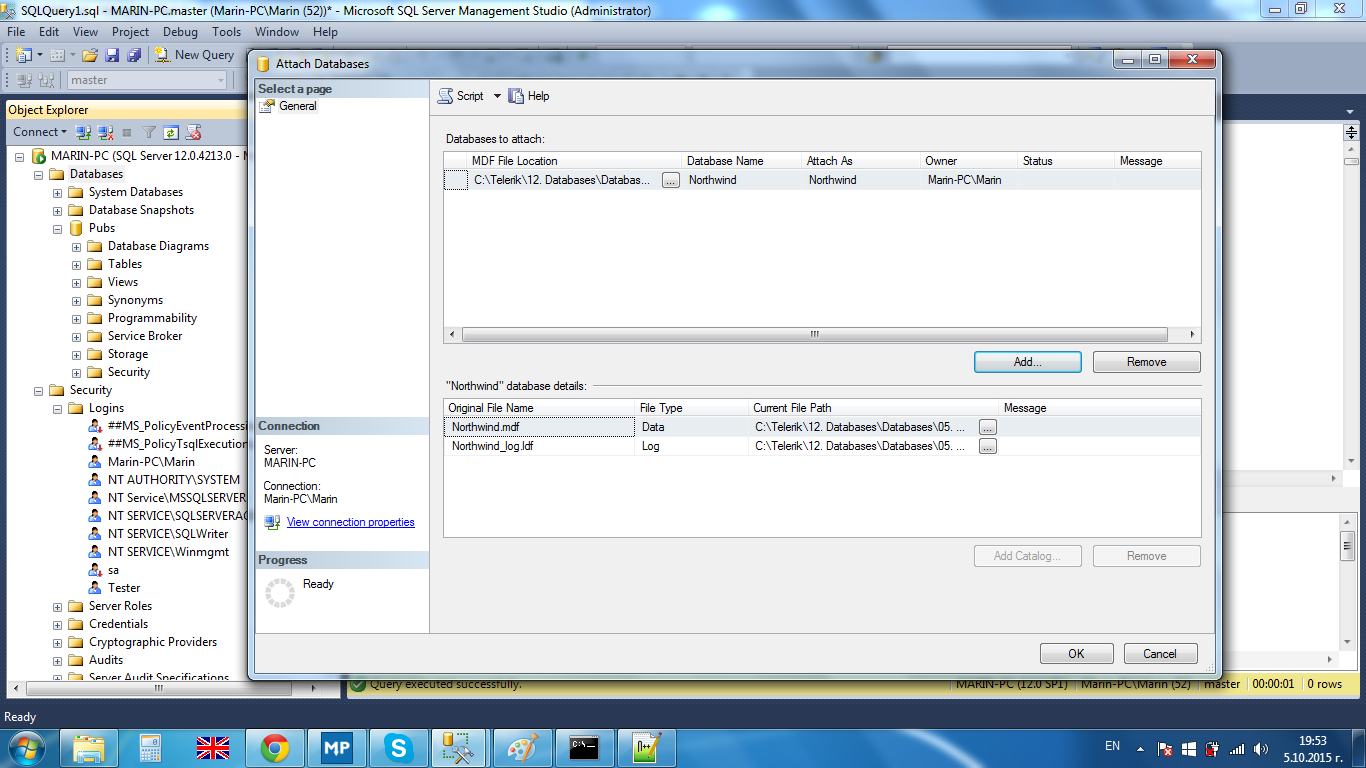 SQLQuery1.sql - MARIN-PC.master (Marin-PC\Marin (52))* - Microsoft SQL Server Management Studio (Administrator)
File Edit View Project Debug Tools Window Help
New Query
master
Object Explorer
Connect
MARIN-PC (SQL Server 12.0.4213.0 -
Databases
System Databases
Database Snapshots
Pubs
Database Diagrams
Tables
Views
Synonyms
Programmability
Service Broker
Storage
Security
Security
Logins
##MS_PolicyEventProcessi
##MS_PolicyTsqlExecution
Marin-PC\Marin
NT AUTHORITY\SYSTEM
NT Service\MSSQLSERVER
NT SERVICE\SQLSERVERAG
NT SERVICE\SQLWriter
NT SERVICE\Winmgmt
sa
Tester
Server Roles
Credentials
Cryptographic Providers
Audits
Server Audit Specifications
Attach Databases
Select a page
General
Script Help
Databases to attach:
MDF File Location Database Name Attach As Owner Status Message
C:\Telerik\12. Databases\Databas... ... Northwind Northwind Marin-PC\Marin
Add... Remove
"Northwind" database details:
Original File Name File Type Current File Path Message
Northwind.mdf Data C:\Telerik\12. Databases\Databases\05. ... ...
Northwind_log.ldf Log C:\Telerik\12. Databases\Databases\05. ... ...
Add Catalog... Remove
Connection
Server:
MARIN-PC
Connection:
Marin-PC\Marin
View connection properties
Progress
Ready
OK Cancel
Query executed successfully. MARIN-PC (12.0 SP1) Marin-PC\Marin (52) master 00:00:01 0 rows
Ready
MP
EN
19:53
5.10.2015 г.